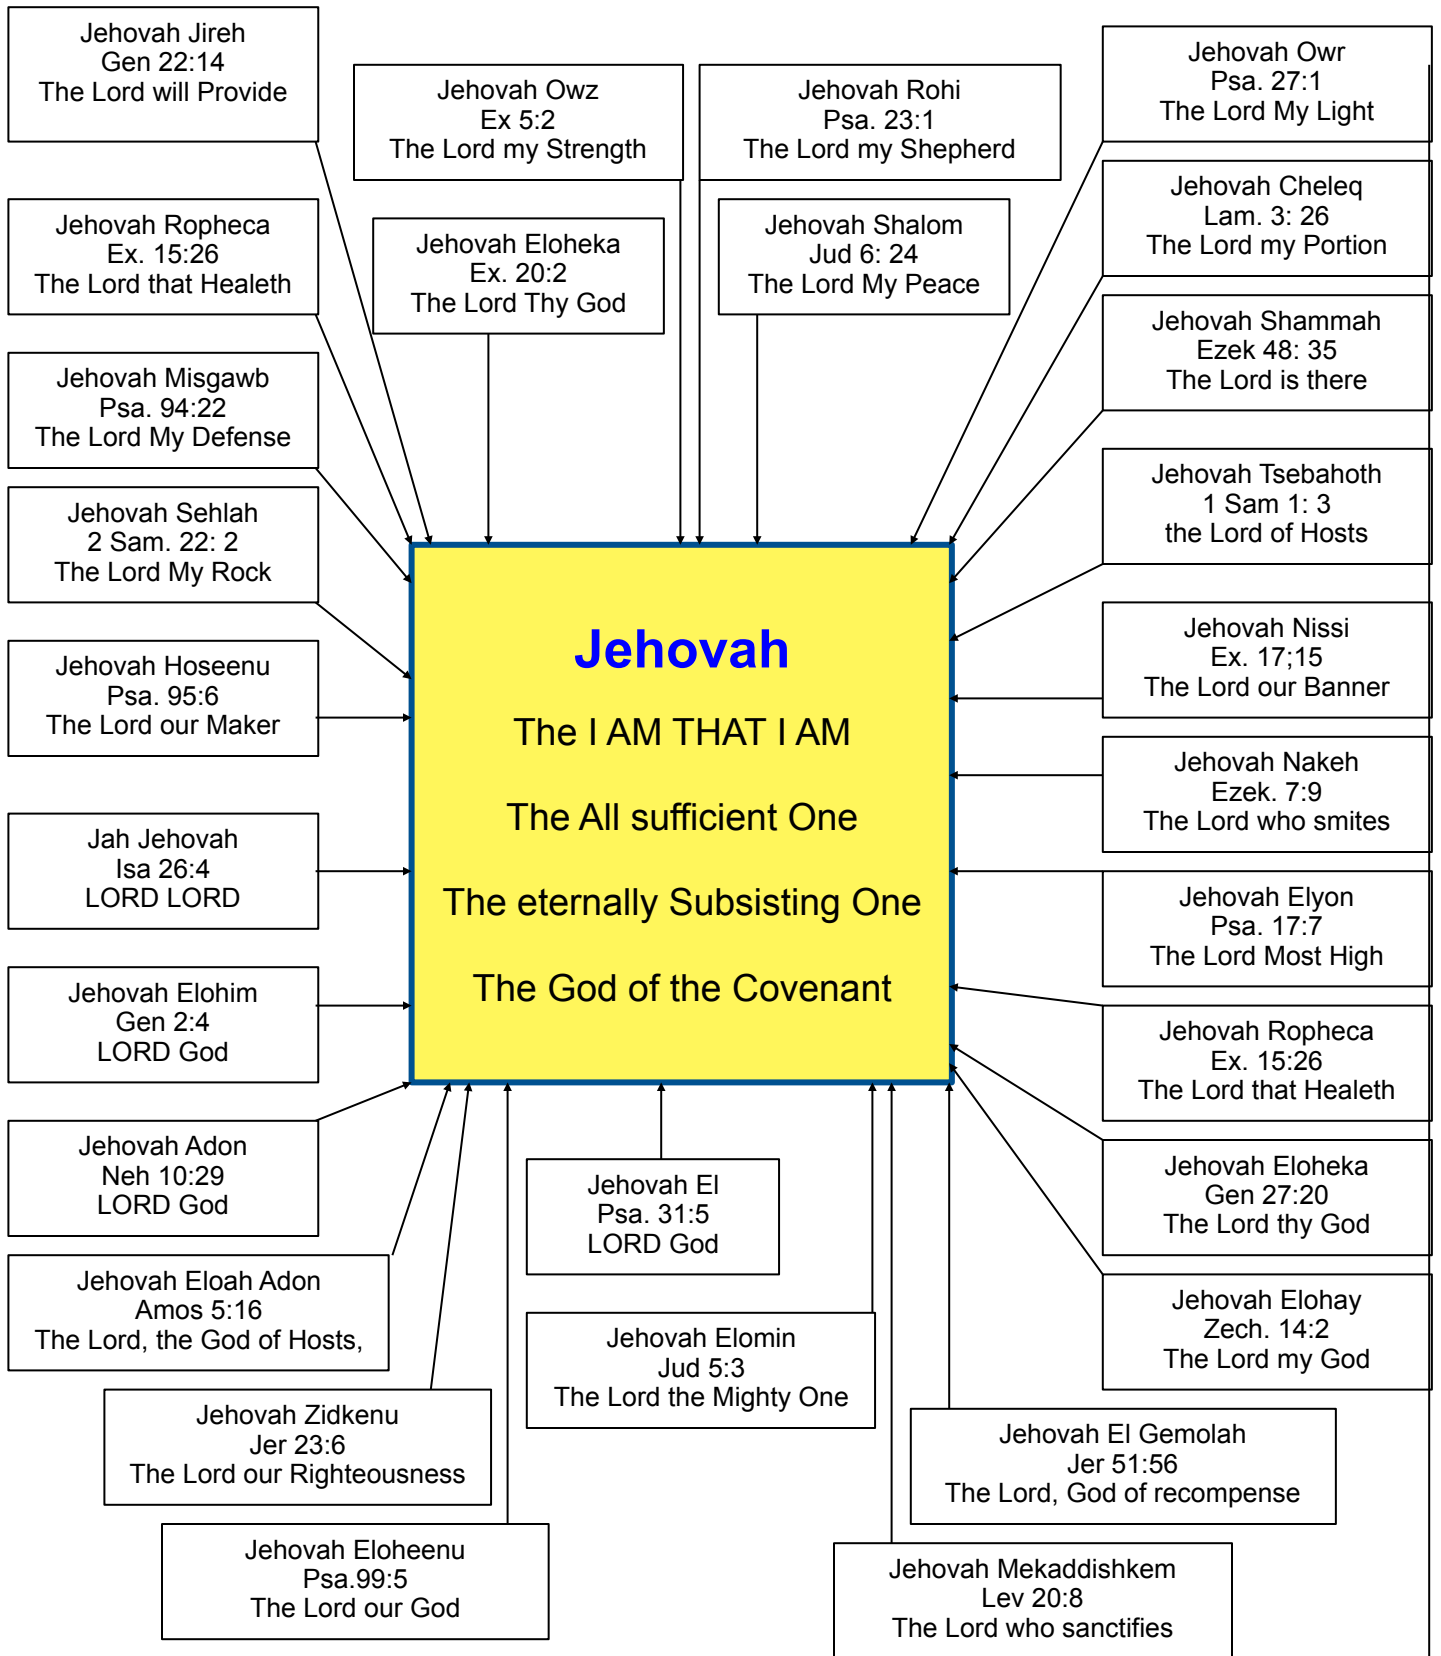 Jehovah Jireh
Gen 22:14
The Lord will Provide
Jehovah Owz
Ex 5:2
The Lord my Strength
Jehovah Rohi
Psa. 23:1
The Lord my Shepherd
Jehovah Owr
Psa. 27:1
The Lord My Light
Jehovah Ropheca
Ex. 15:26
The Lord that Healeth
Jehovah Eloheka
Ex. 20:2
The Lord Thy God
Jehovah Shalom
Jud 6: 24
The Lord My Peace
Jehovah Cheleq
Lam. 3: 26
The Lord my Portion
Jehovah Misgawb
Psa. 94:22
The Lord My Defense
Jehovah Shammah
Ezek 48: 35
The Lord is there
Jehovah Sehlah
2 Sam. 22: 2
The Lord My Rock
Jehovah Tsebahoth
1 Sam 1: 3
the Lord of Hosts
Jehovah Hoseenu
Psa. 95:6
The Lord our Maker
Jehovah Nissi
Ex. 17;15
The Lord our Banner
Jehovah
The I AM THAT I AM
The All sufficient One
The eternally Subsisting One
The God of the Covenant
Jehovah Nakeh
Ezek. 7:9
The Lord who smites
Jah Jehovah
Isa 26:4
LORD LORD
Jehovah Elyon
Psa. 17:7
The Lord Most High
Jehovah Elohim
Gen 2:4
LORD God
Jehovah Ropheca
Ex. 15:26
The Lord that Healeth
Jehovah Adon
Neh 10:29
LORD God
Jehovah El
Psa. 31:5
LORD God
Jehovah Eloheka
Gen 27:20
The Lord thy God
Jehovah Eloah Adon
Amos 5:16
The Lord, the God of Hosts,
Jehovah Elomin
Jud 5:3
The Lord the Mighty One
Jehovah Elohay
Zech. 14:2
The Lord my God
Jehovah Zidkenu
Jer 23:6
The Lord our Righteousness
Jehovah El Gemolah
Jer 51:56
The Lord, God of recompense
Jehovah Eloheenu
Psa.99:5
The Lord our God
Jehovah Mekaddishkem
Lev 20:8
The Lord who sanctifies